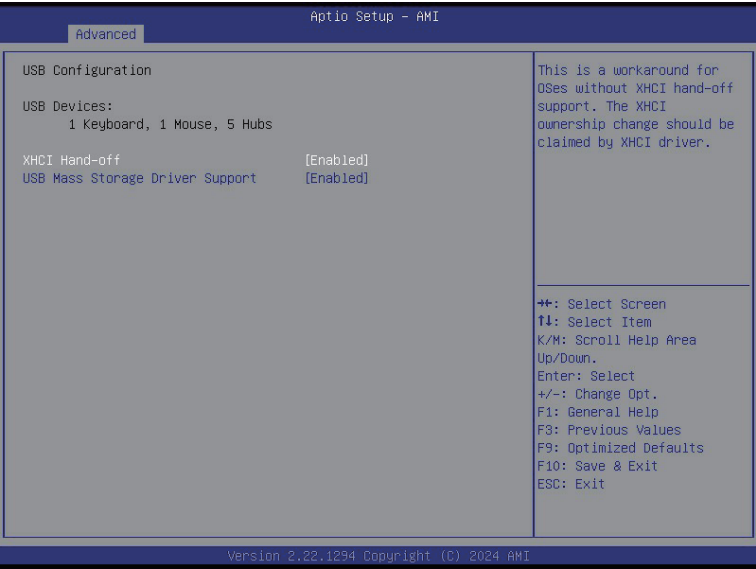 Aptio Setup – AMI
Advanced
USB Configuration
USB Devices:
1 Keyboard, 1 Mouse, 5 Hubs
XHCI Hand-off [Enabled]
USB Mass Storage Driver Support [Enabled]
This is a workaround for
OSes without XHCI hand-off
support. The XHCI
ownership change should be
claimed by XHCI driver.
→←: Select Screen
↑↓: Select Item
K/M: Scroll Help Area
Up/Down.
Enter: Select
+/-: Change Opt.
F1: General Help
F3: Previous Values
F9: Optimized Defaults
F10: Save & Exit
ESC: Exit
Version 2.22.1294 Copyright (C) 2024 AMI